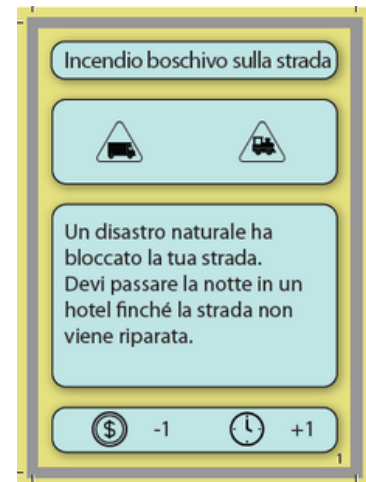 Incendio boschivo sulla strada
Un disastro naturale ha
bloccato la tua strada.
Devi passare la notte in un
hotel finché la strada non
viene riparata.
$ -1 +1
1